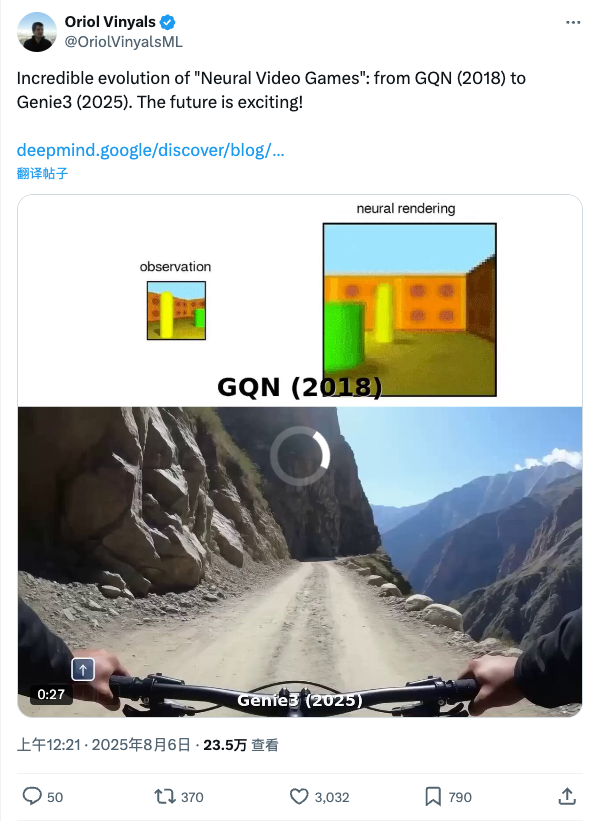 Oriol Vinyals
@OriolVinyalsML
Incredible evolution of "Neural Video Games": from GQN (2018) to
Genie3 (2025). The future is exciting!
deepmind.google/discover/blog/...
翻译帖子
neural rendering
observation
GQN (2018)
0:27
Genie3 (2025)
上午12:21 · 2025年8月6日 · 23.5万 查看
50
370
3,032
790